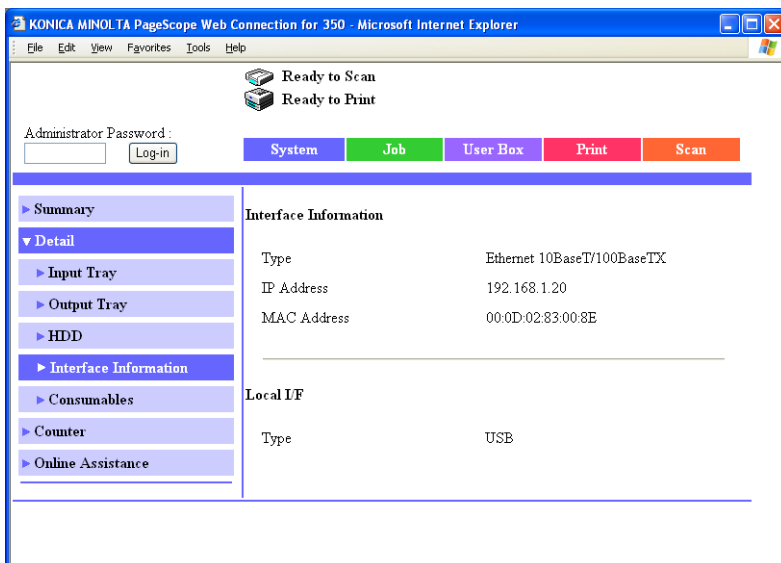 KONICA MINOLTA PageScope Web Connection for 350 - Microsoft Internet Explorer
File Edit View Favorites Tools Help
Ready to Scan
Ready to Print
Administrator Password :
Log-in
System Job User Box Print Scan
Summary
Detail
Input Tray
Output Tray
HDD
Interface Information
Consumables
Counter
Online Assistance
Interface Information
Type Ethernet 10BaseT/100BaseTX
IP Address 192.168.1.20
MAC Address 00:0D:02:83:00:8E
Local I/F
Type USB